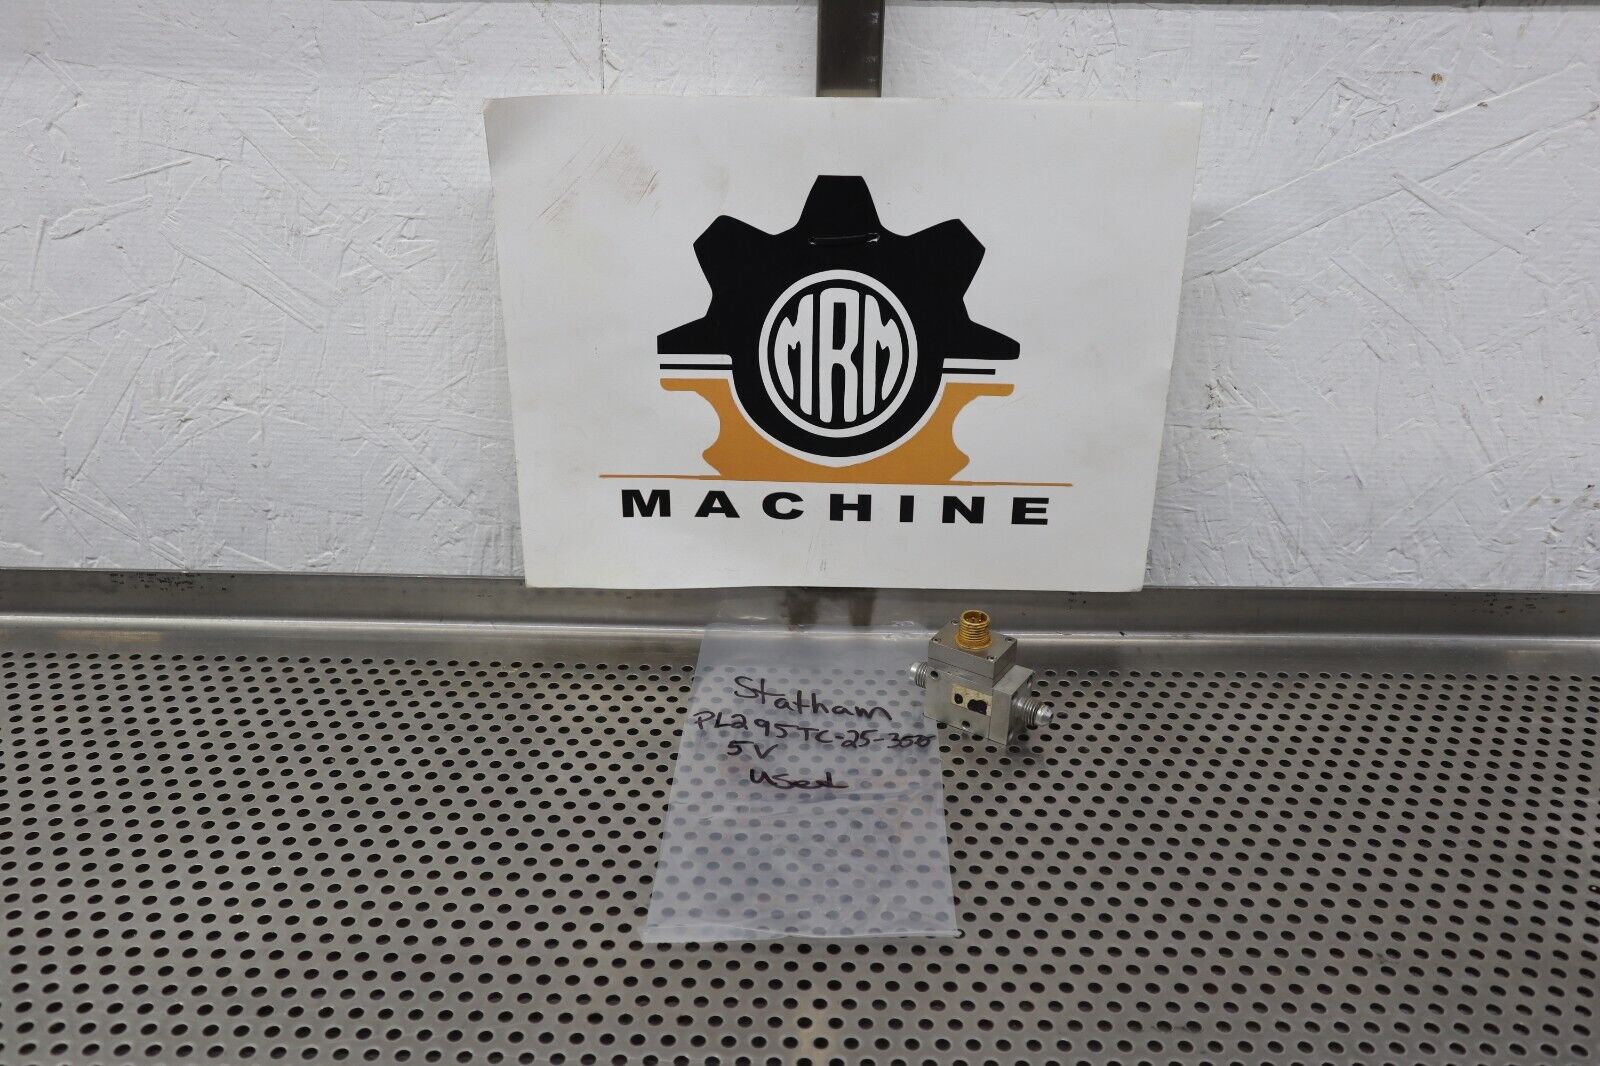 MRM
MACHINE
Statham
PL295TC-25-350
5V
Used